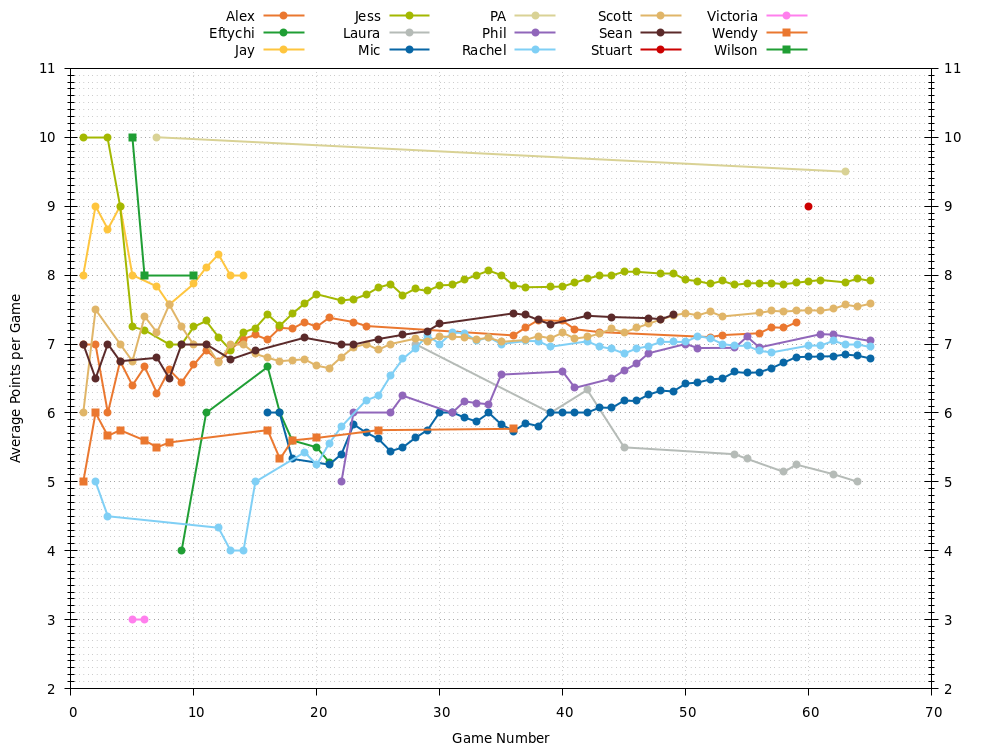 Alex Jess PA Scott Victoria
Eftychi Laura Phil Sean Wendy
Jay Mic Rachel Stuart Wilson
11 11
10 10
9 9
8 8
7 7
6 6
5 5
4 4
3 3
2 2
Average Points per Game
0 10 20 30 40 50 60 70
Game Number